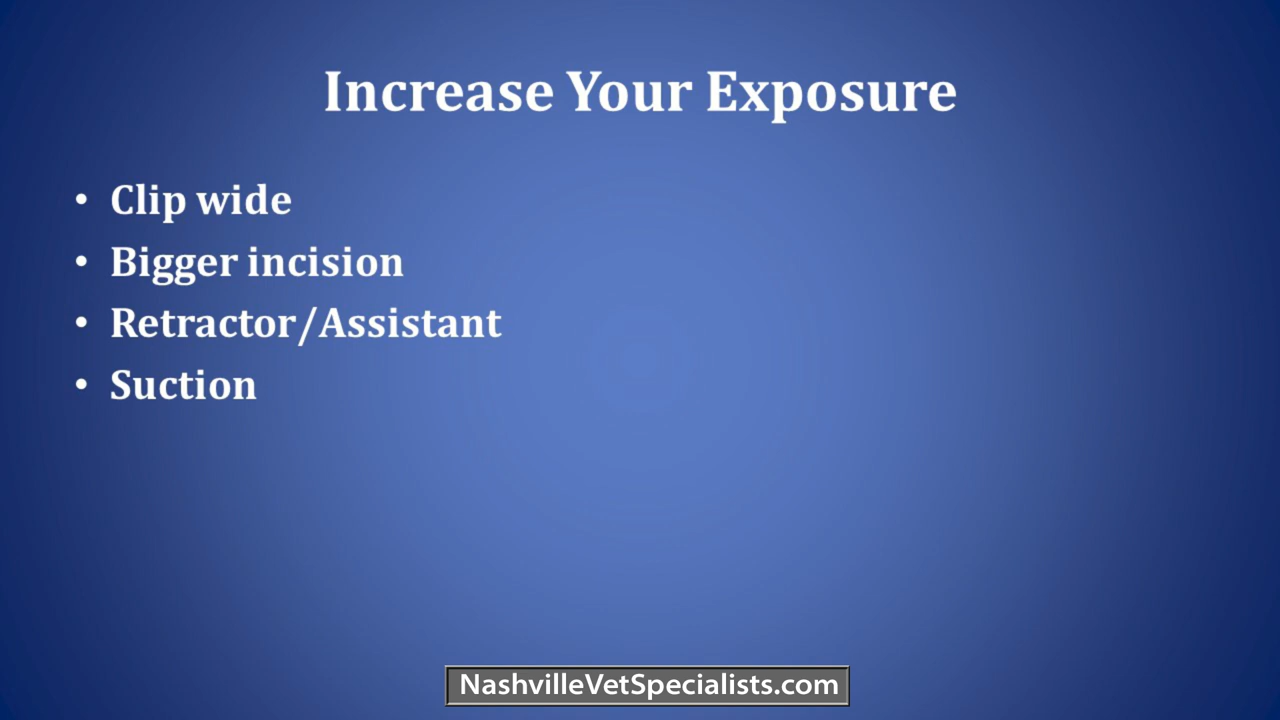 Increase Your Exposure
• Clip wide
• Bigger incision
• Retractor/Assistant
• Suction
NashvilleVetSpecialists.com